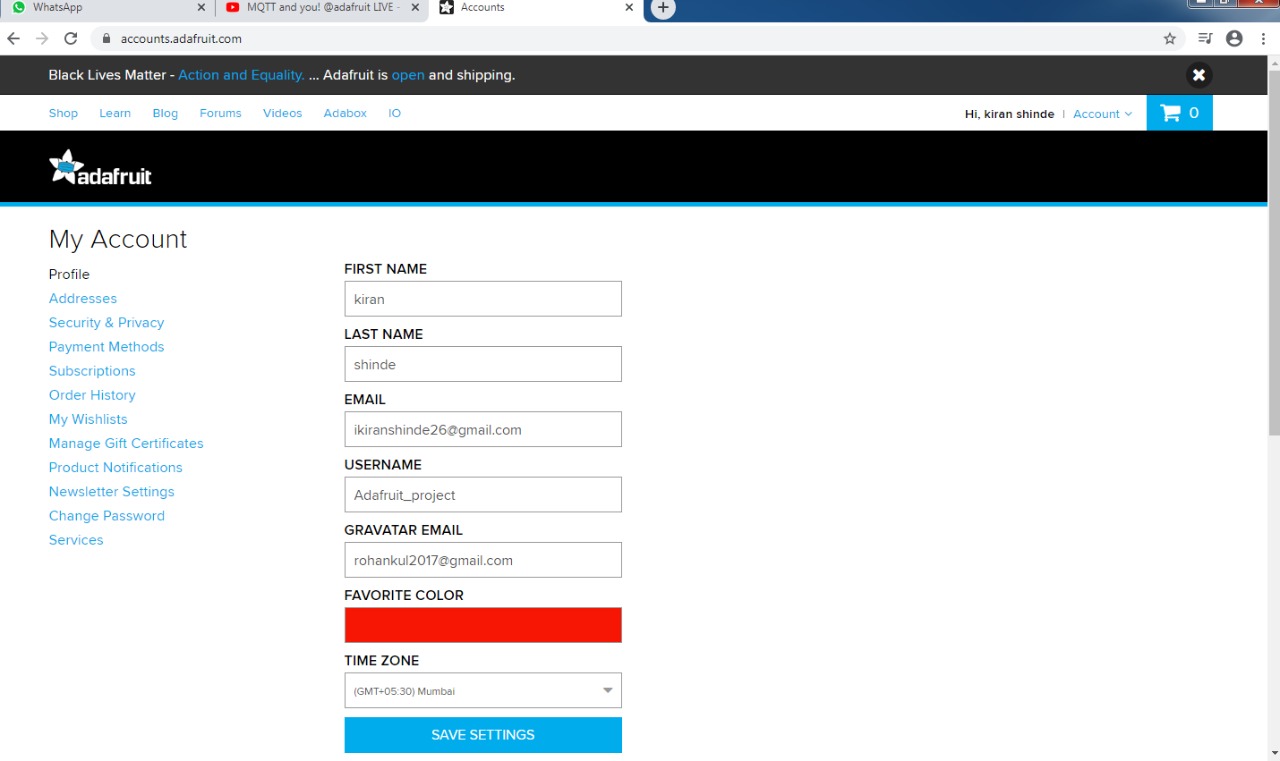 WhatsApp
MQTT and you! @adafruit LIVE -
Accounts
accounts.adafruit.com
Black Lives Matter - Action and Equality. ... Adafruit is open and shipping.
Shop Learn Blog Forums Videos Adabox IO
Hi, kiran shinde | Account
0
adafruit
My Account
Profile
Addresses
Security & Privacy
Payment Methods
Subscriptions
Order History
My Wishlists
Manage Gift Certificates
Product Notifications
Newsletter Settings
Change Password
Services
FIRST NAME
kiran
LAST NAME
shinde
EMAIL
ikiranshinde26@gmail.com
USERNAME
Adafruit_project
GRAVATAR EMAIL
rohankul2017@gmail.com
FAVORITE COLOR
TIME ZONE
(GMT+05:30) Mumbai
SAVE SETTINGS